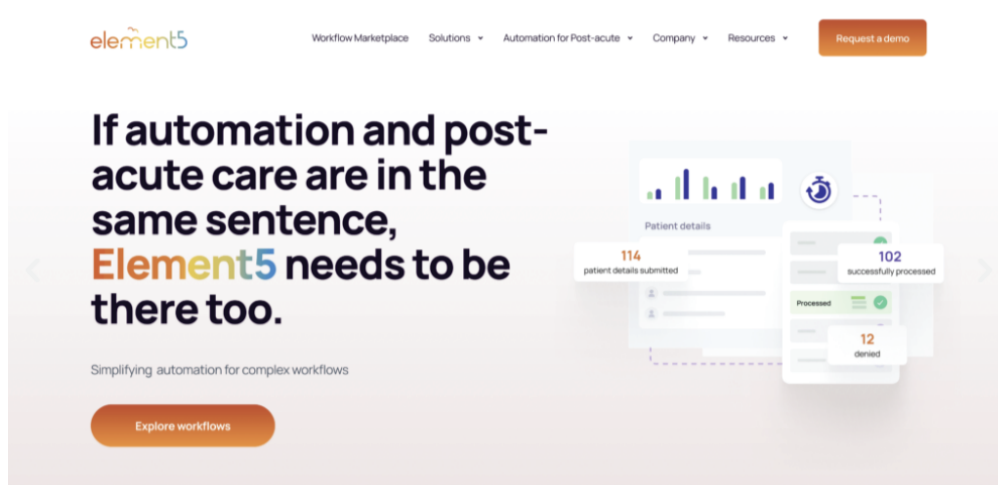 element5
Workflow Marketplace
Solutions
Automation for Post-acute
Company
Resources
Request a demo
If automation and post-
acute care are in the
same sentence,
Element5 needs to be
there too.
Simplifying automation for complex workflows
Explore workflows
Patient details
114
patient details submitted
102
successfully processed
Processed
12
denied